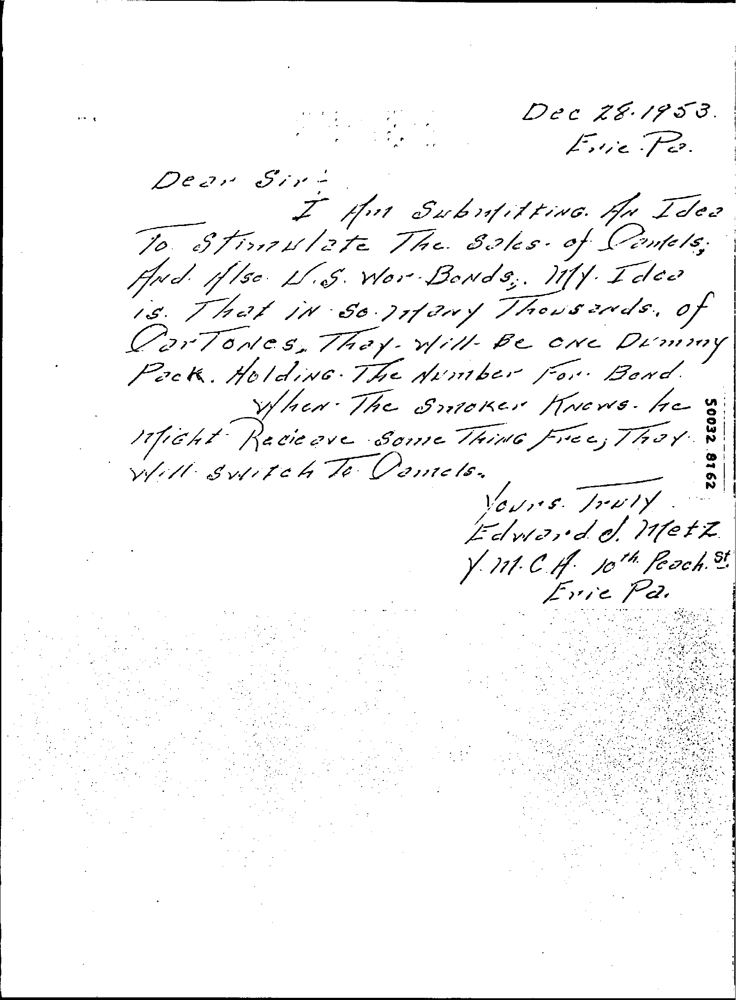 Dec 28. 1953.
Erie. Pa.
Dear Sir:
I Am Submitting. An Idea
To Stimulate The. Sales. of Camels;
And. Also U.S. War. Bonds;. My. Idea
is. That in so. many Thousands. of
Cartones, Thay. Will. Be one Dummy
Pack. Holding. The Number For. Bond.
When. The Smoker Knows. he
Might. Recieave some Thing Free; Thay.
Will. switch To Camels.
Yours. Truly
Edward J. Metz
Y. M. C. A. 10th Peach. St.
Erie Pa.
50032 8162